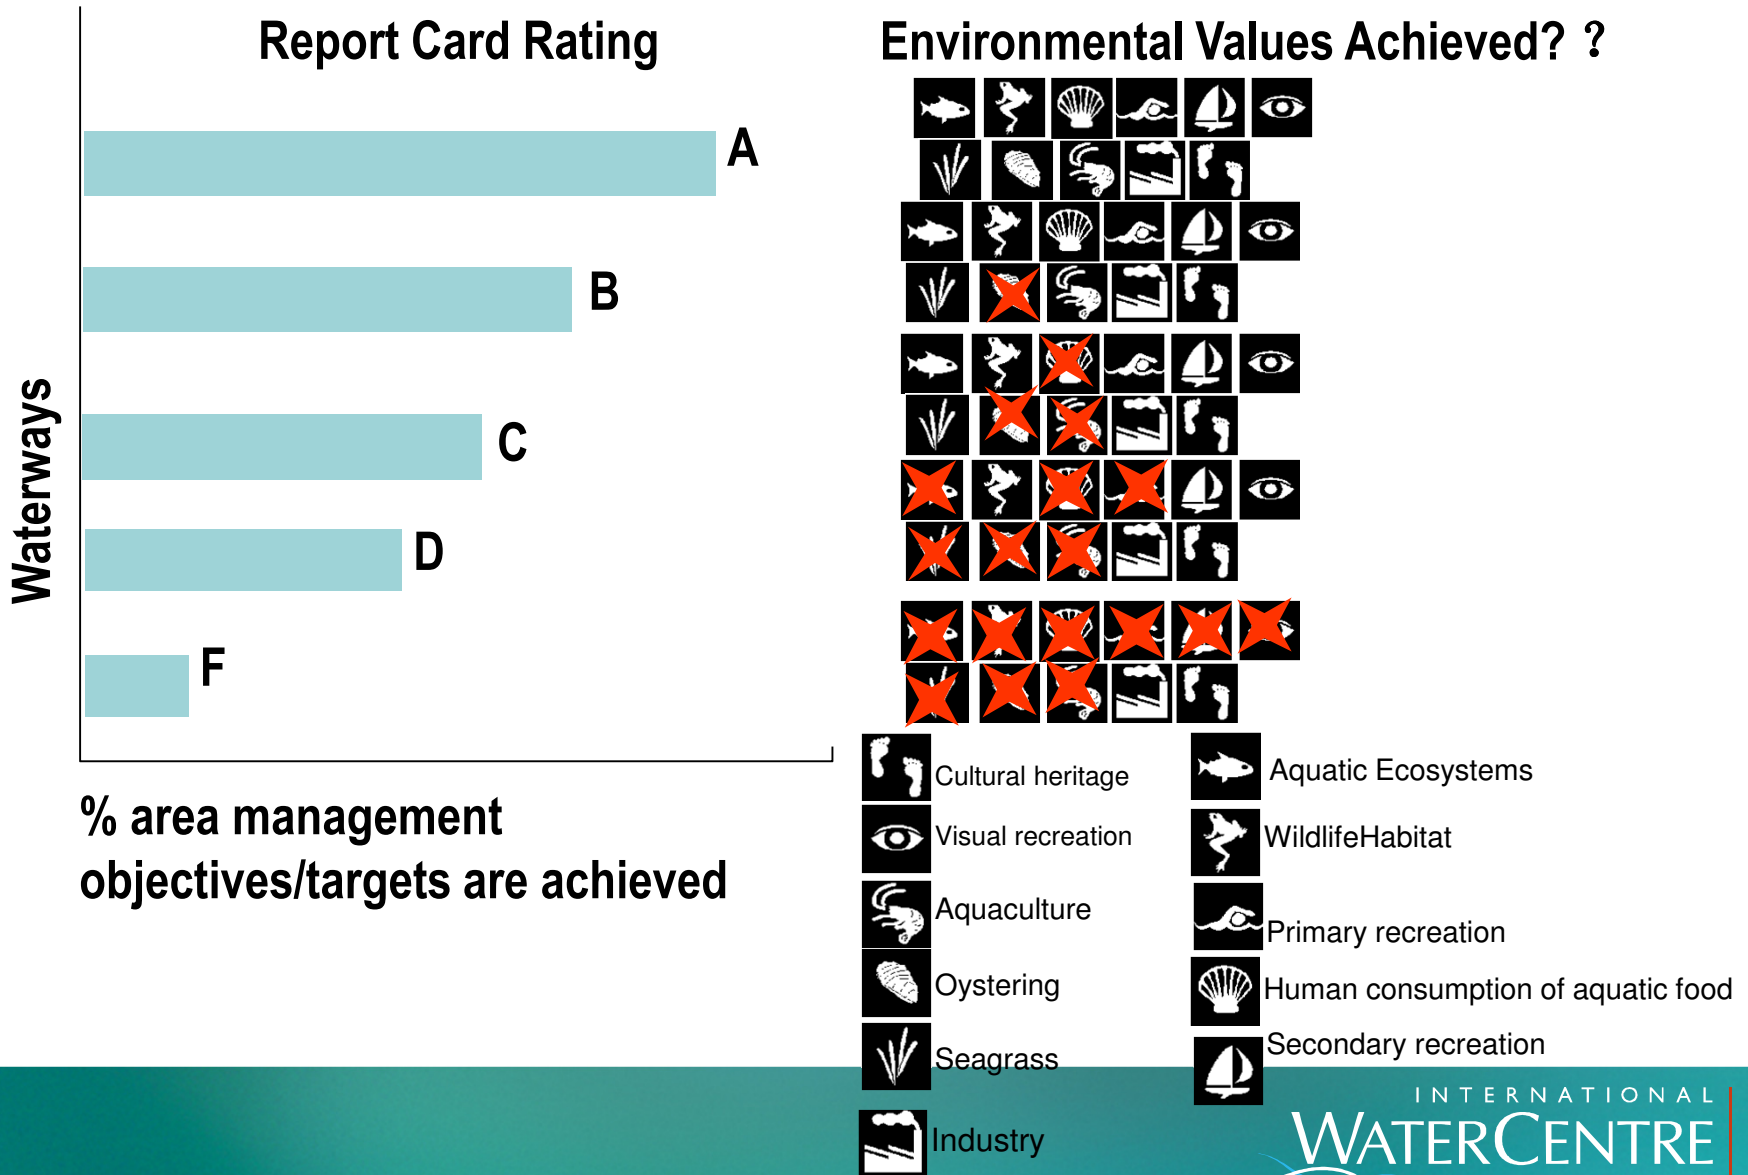 Report Card Rating
Environmental Values Achieved? ?
A
B
C
D
F
Waterways
% area management
objectives/targets are achieved
Cultural heritage
Visual recreation
Aquaculture
Oystering
Seagrass
Industry
Aquatic Ecosystems
WildlifeHabitat
Primary recreation
Human consumption of aquatic food
Secondary recreation
INTERNATIONAL
WATERCENTRE